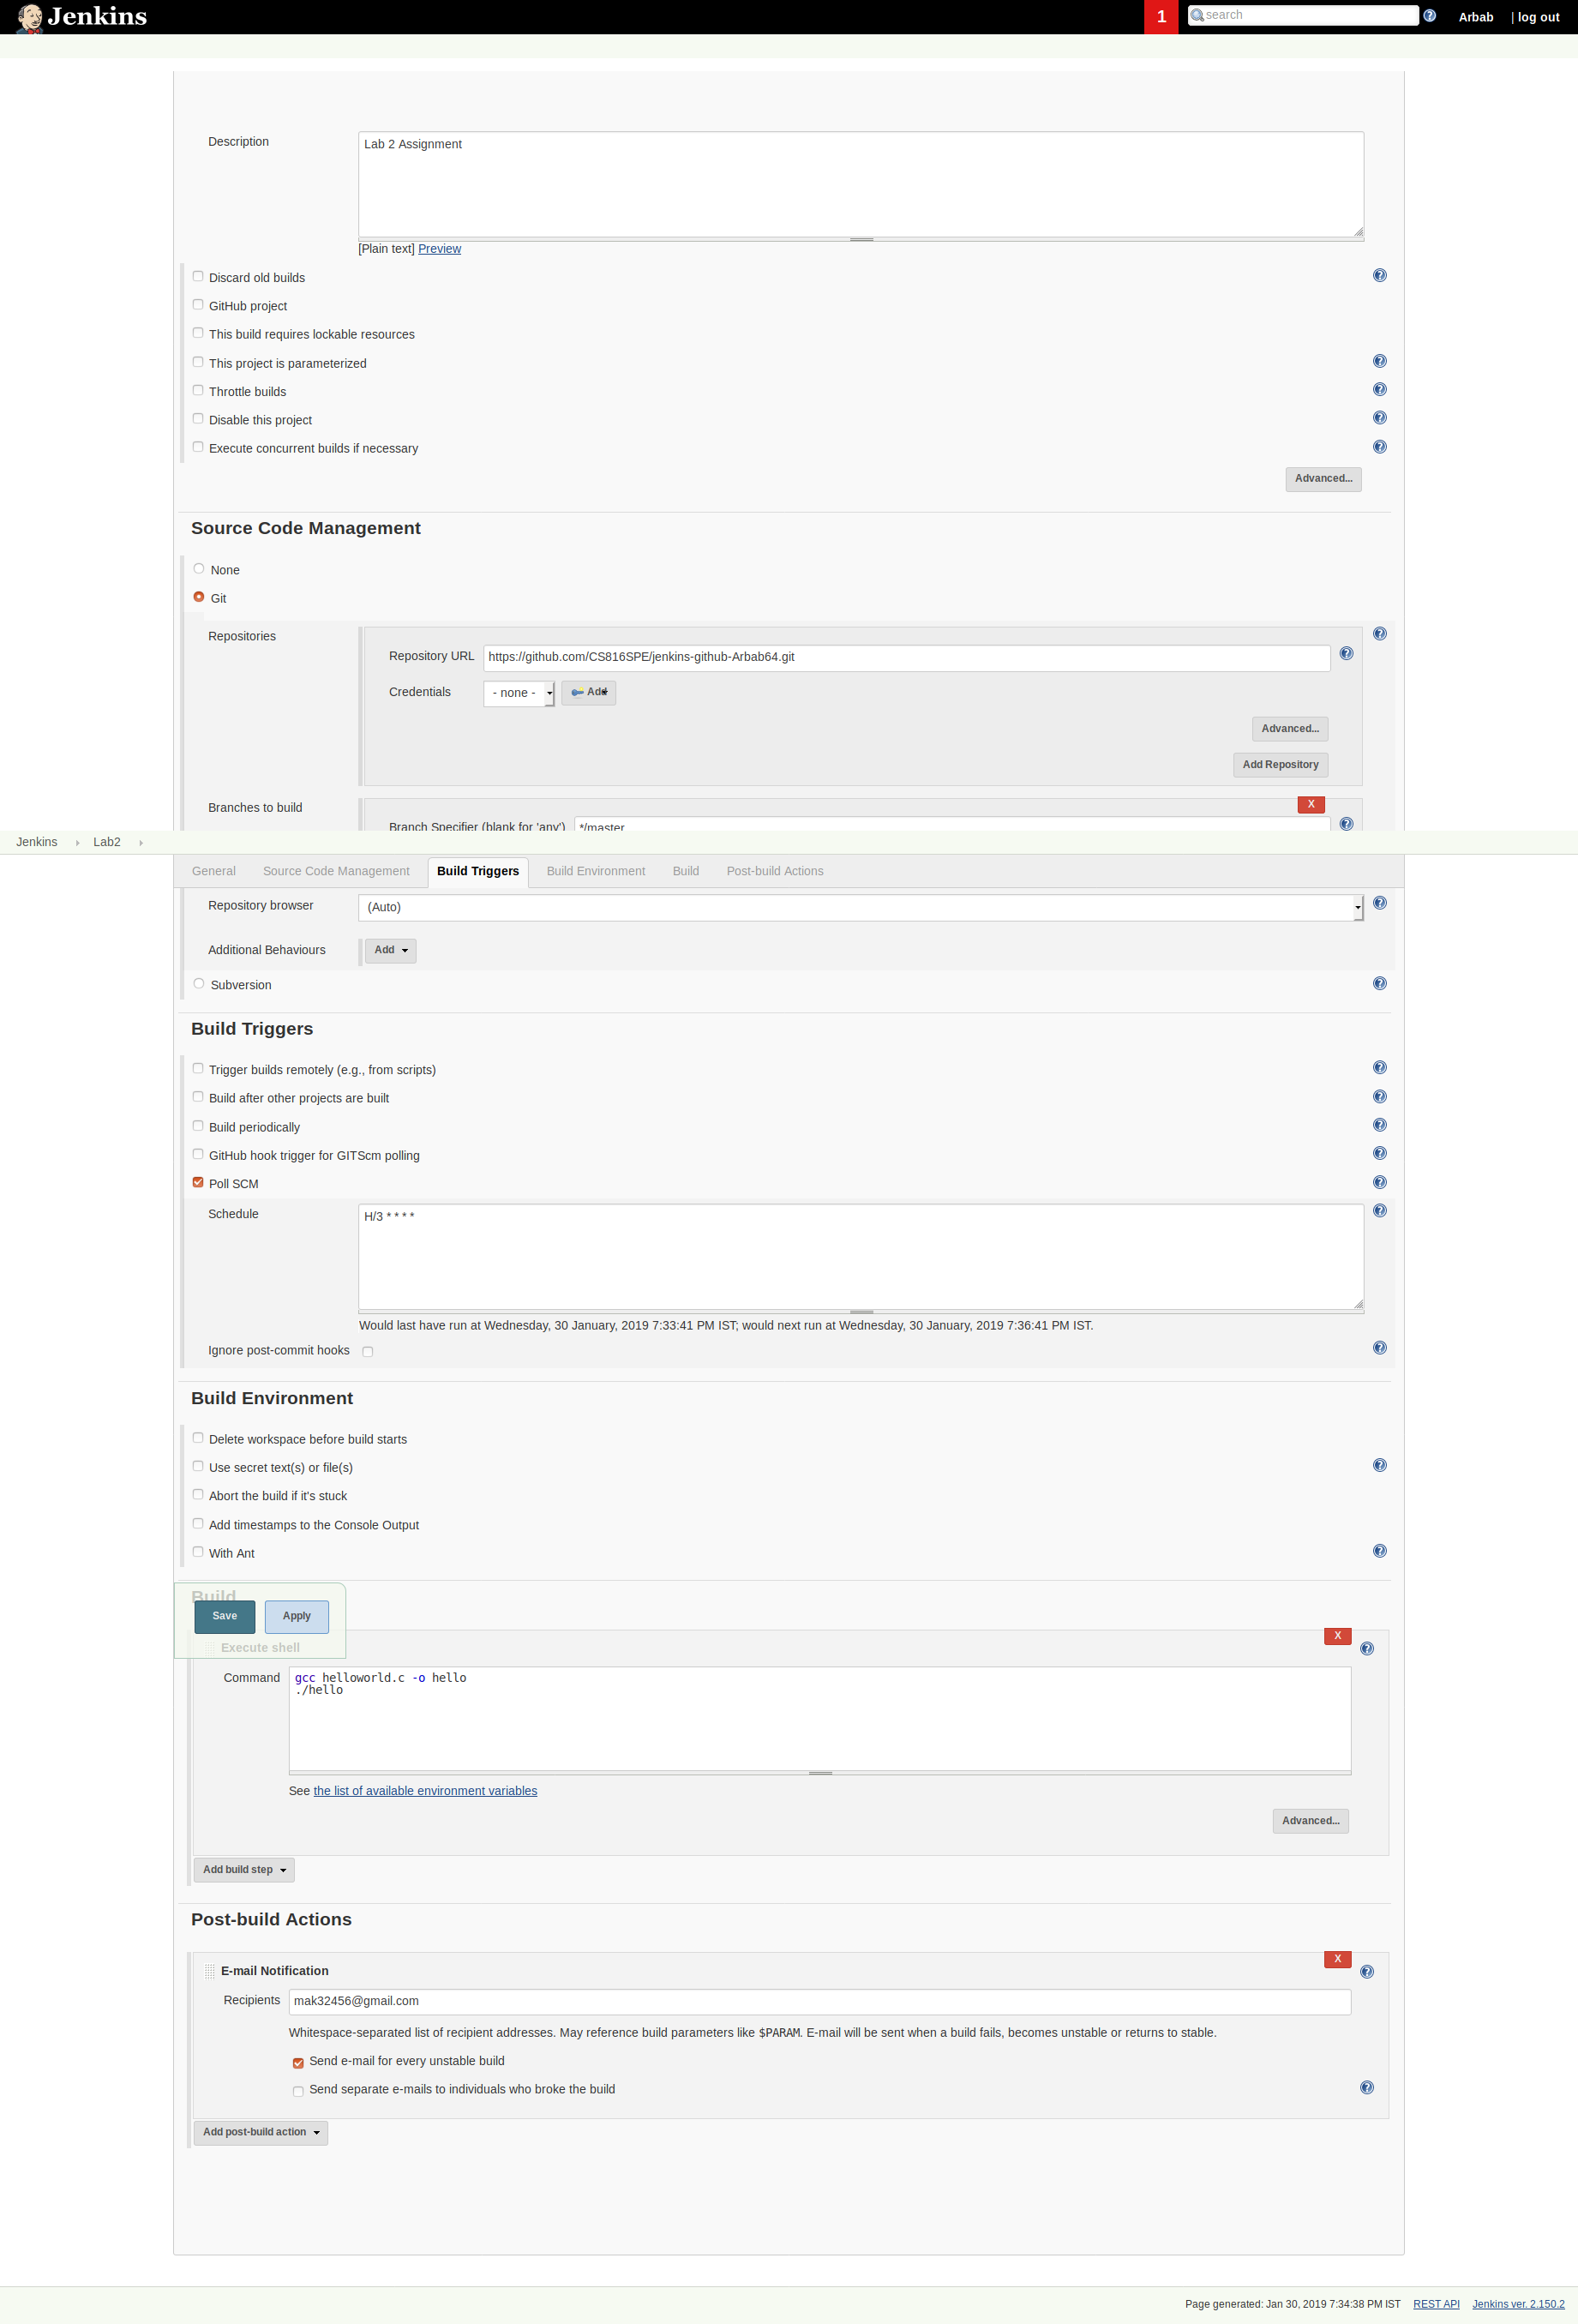 Jenkins
1
search
Arbab
| log out
Description
Lab 2 Assignment
[Plain text] Preview
Discard old builds
GitHub project
This build requires lockable resources
This project is parameterized
Throttle builds
Disable this project
Execute concurrent builds if necessary
Advanced...
Source Code Management
None
Git
Repositories
Repository URL
https://github.com/CS816SPE/jenkins-github-Arbab64.git
Credentials
- none -
Add
Advanced...
Add Repository
Branches to build
X
Branch Specifier (blank for 'any')
*/master
Jenkins
Lab2
General
Source Code Management
Build Triggers
Build Environment
Build
Post-build Actions
Repository browser
(Auto)
Additional Behaviours
Add
Subversion
Build Triggers
Trigger builds remotely (e.g., from scripts)
Build after other projects are built
Build periodically
GitHub hook trigger for GITScm polling
Poll SCM
Schedule
H/3 * * * *
Would last have run at Wednesday, 30 January, 2019 7:33:41 PM IST; would next run at Wednesday, 30 January, 2019 7:36:41 PM IST.
Ignore post-commit hooks
Build Environment
Delete workspace before build starts
Use secret text(s) or file(s)
Abort the build if it's stuck
Add timestamps to the Console Output
With Ant
Build
Save
Apply
X
Execute shell
Command
gcc helloworld.c -o hello
./hello
See the list of available environment variables
Advanced...
Add build step
Post-build Actions
X
E-mail Notification
Recipients
mak32456@gmail.com
Whitespace-separated list of recipient addresses. May reference build parameters like $PARAM. E-mail will be sent when a build fails, becomes unstable or returns to stable.
Send e-mail for every unstable build
Send separate e-mails to individuals who broke the build
Add post-build action
Page generated: Jan 30, 2019 7:34:38 PM IST
REST API
Jenkins ver. 2.150.2